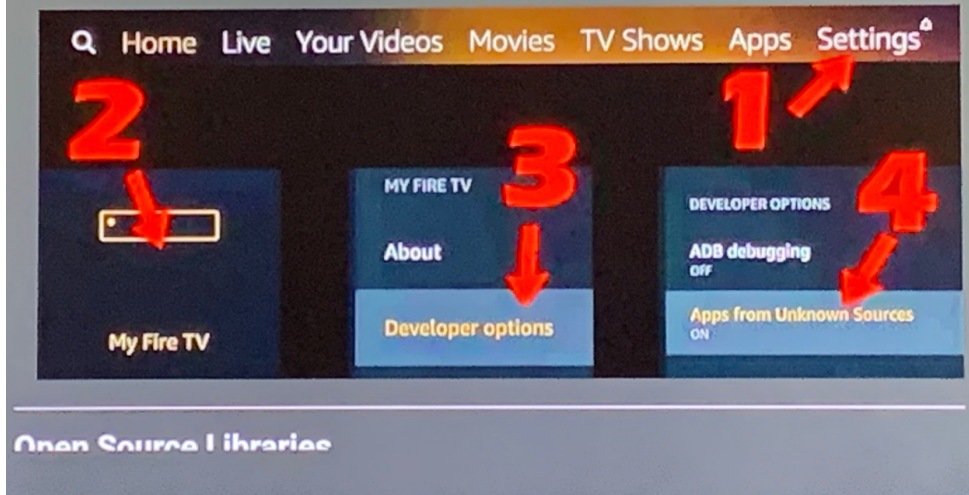 Home Live Your Videos Movies TV Shows Apps Settings
1
2
My Fire TV
3
MY FIRE TV
About
Developer options
4
DEVELOPER OPTIONS
ADB debugging
OFF
Apps from Unknown Sources
ON
Open Source Libraries